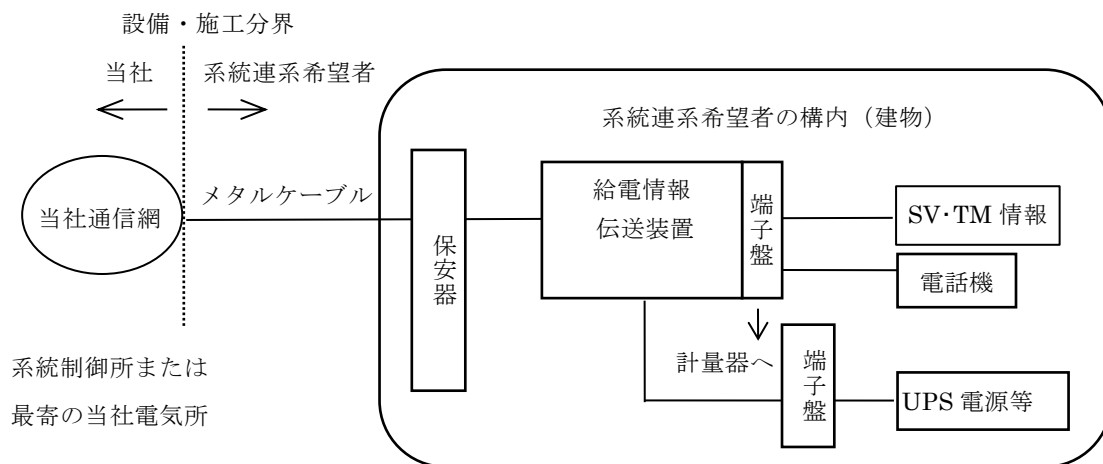 設備・施工分界
当社
系統連系希望者
系統連系希望者の構内（建物）
当社通信網
メタルケーブル
保安器
給電情報
伝送装置
端子盤
SV･TM 情報
電話機
計量器へ
端子盤
UPS 電源等
系統制御所または
最寄の当社電気所